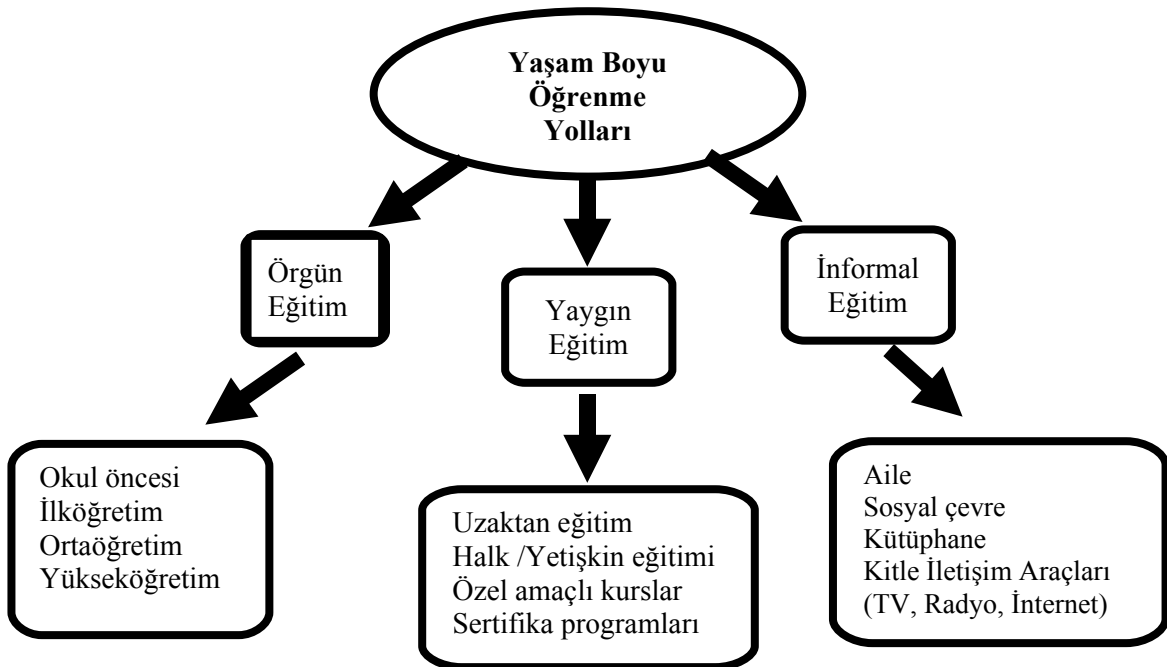 Yaşam Boyu
Öğrenme
Yolları
Örgün
Eğitim
Yaygın
Eğitim
İnformal
Eğitim
Okul öncesi
İlköğretim
Ortaöğretim
Yükseköğretim
Uzaktan eğitim
Halk /Yetişkin eğitimi
Özel amaçlı kurslar
Sertifika programları
Aile
Sosyal çevre
Kütüphane
Kitle İletişim Araçları
(TV, Radyo, İnternet)